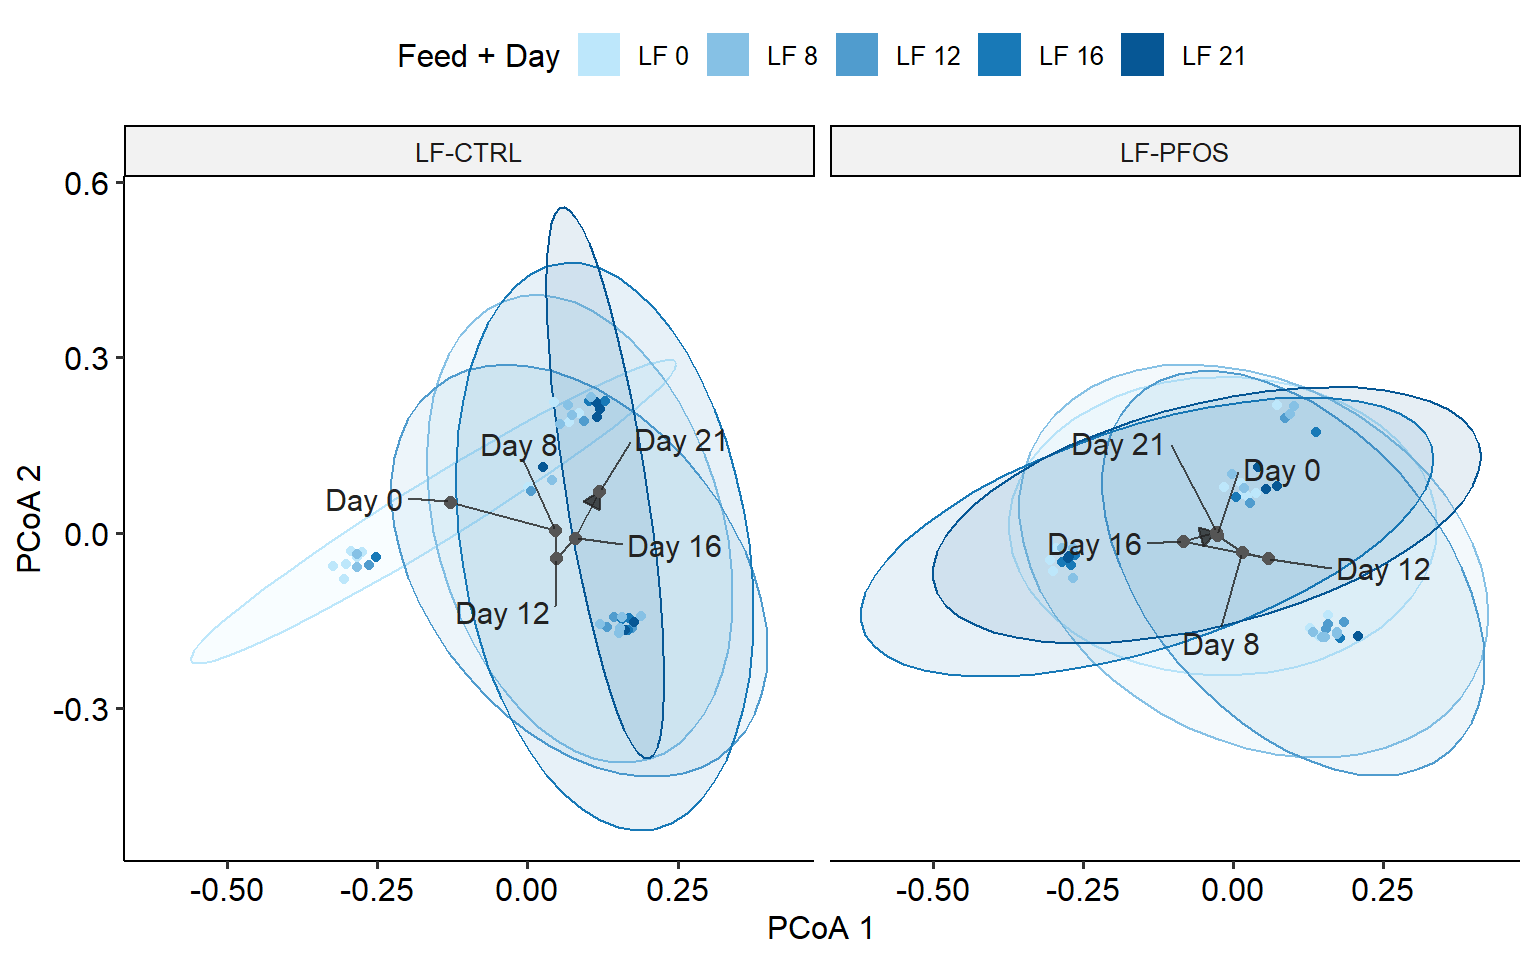 Feed + Day LF 0 LF 8 LF 12 LF 16 LF 21
LF-CTRL
LF-PFOS
0.6
0.3
0.0
-0.3
PCoA 2
Day 8
Day 21
Day 0
Day 16
Day 12
Day 21
Day 0
Day 16
Day 12
Day 8
-0.50 -0.25 0.00 0.25
-0.50 -0.25 0.00 0.25
PCoA 1